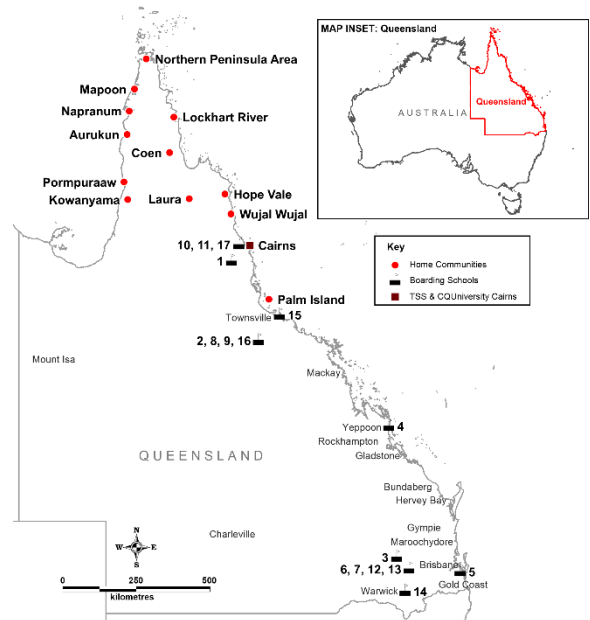 MAP INSET: Queensland
AUSTRALIA
Queensland
Northern Peninsula Area
Mapoon
Napranum
Lockhart River
Aurukun
Coen
Pormpuraaw
Kowanyama
Laura
Hope Vale
Wujal Wujal
10, 11, 17
Cairns
1
Key
Home Communities
Boarding Schools
TSS & CQUniversity Cairns
Palm Island
Townsville
15
2, 8, 9, 16
Mount Isa
Mackay
Yeppoon
4
Rockhampton
Gladstone
QUEENSLAND
Bundaberg
Hervey Bay
Gympie
Maroochydore
Charleville
3
6, 7, 12, 13
Brisbane
5
Gold Coast
Warwick
14
N
W
E
S
0
250
500
kilometres